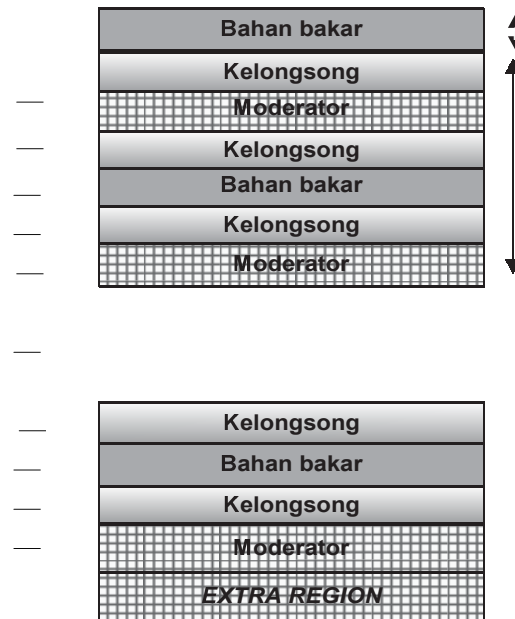 Bahan bakar
Kelongsong
Moderator
Kelongsong
Bahan bakar
Kelongsong
Moderator
Kelongsong
Bahan bakar
Kelongsong
Moderator
EXTRA REGION